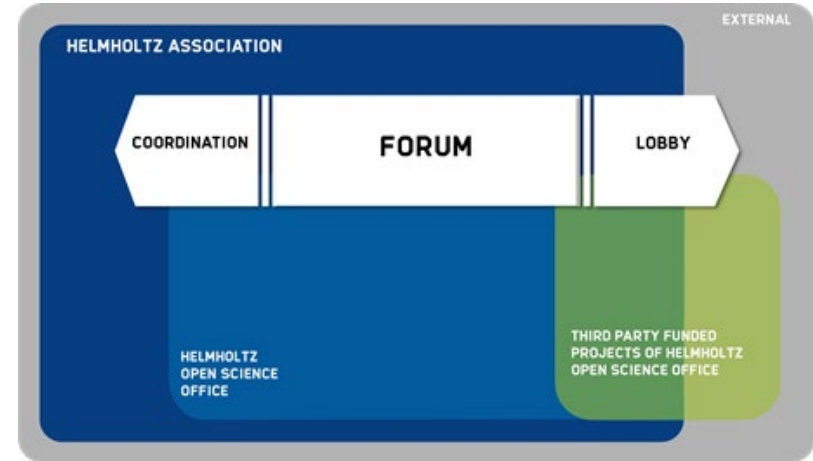 EXTERNAL
HELMHOLTZ ASSOCIATION
COORDINATION
FORUM
LOBBY
HELMHOLTZ
OPEN SCIENCE
OFFICE
THIRD PARTY FUNDED
PROJECTS OF HELMHOLTZ
OPEN SCIENCE OFFICE